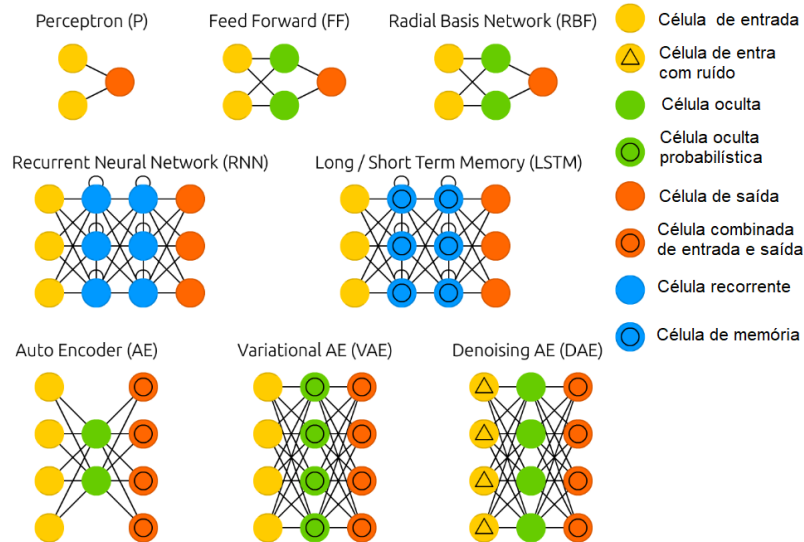 Perceptron (P)
Feed Forward (FF)
Radial Basis Network (RBF)
Recurrent Neural Network (RNN)
Long / Short Term Memory (LSTM)
Auto Encoder (AE)
Variational AE (VAE)
Denoising AE (DAE)
Célula de entrada
Célula de entra
com ruído
Célula oculta
Célula oculta
probabilística
Célula de saída
Célula combinada
de entrada e saída
Célula recorrente
Célula de memória